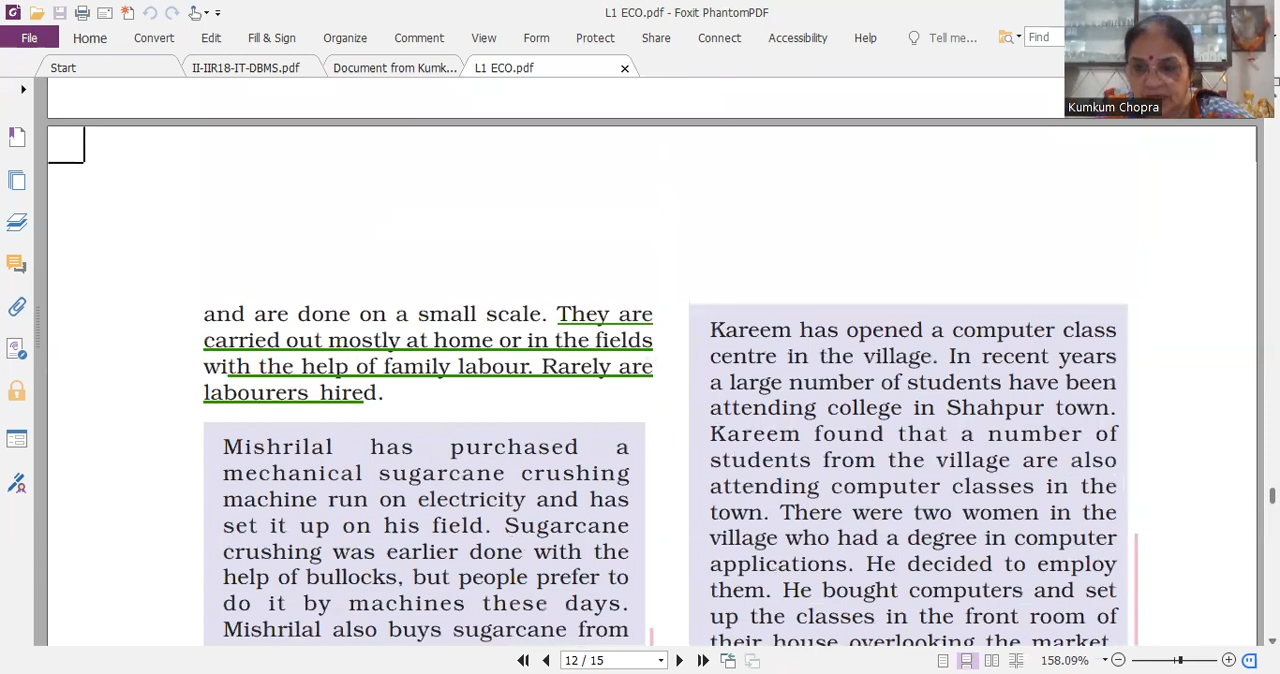 L1 ECO.pdf - Foxit PhantomPDF
File Home Convert Edit Fill & Sign Organize Comment View Form Protect Share Connect Accessibility Help Tell me... Find
Start II-IIR18-IT-DBMS.pdf Document from Kumk... L1 ECO.pdf
Kumkum Chopra
and are done on a small scale. They are
carried out mostly at home or in the fields
with the help of family labour. Rarely are
labourers hired.
Mishrilal has purchased a
mechanical sugarcane crushing
machine run on electricity and has
set it up on his field. Sugarcane
crushing was earlier done with the
help of bullocks, but people prefer to
do it by machines these days.
Mishrilal also buys sugarcane from
Kareem has opened a computer class
centre in the village. In recent years
a large number of students have been
attending college in Shahpur town.
Kareem found that a number of
students from the village are also
attending computer classes in the
town. There were two women in the
village who had a degree in computer
applications. He decided to employ
them. He bought computers and set
up the classes in the front room of
their house overlooking the market.
12 / 15 158.09%